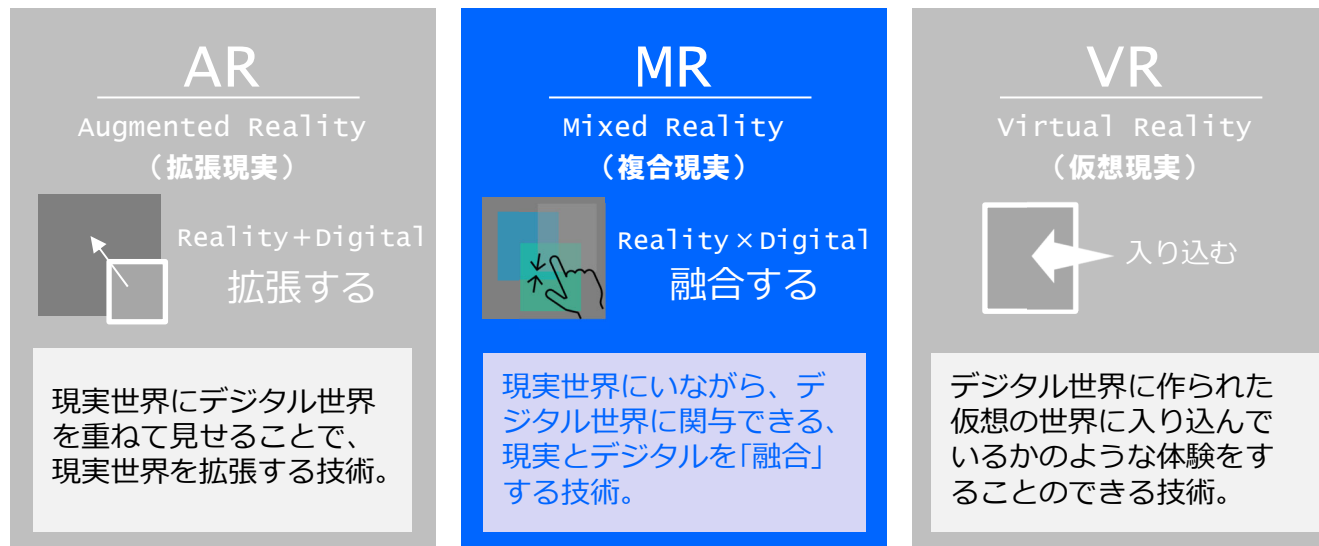 AR
Augmented Reality
（拡張現実）
Reality＋Digital
拡張する
現実世界にデジタル世界
を重ねて見せることで、
現実世界を拡張する技術。
MR
Mixed Reality
（複合現実）
Reality×Digital
融合する
現実世界にいながら、デ
ジタル世界に関与できる、
現実とデジタルを｢融合｣
する技術。
VR
Virtual Reality
（仮想現実）
入り込む
デジタル世界に作られた
仮想の世界に入り込んで
いるかのような体験をす
ることのできる技術。